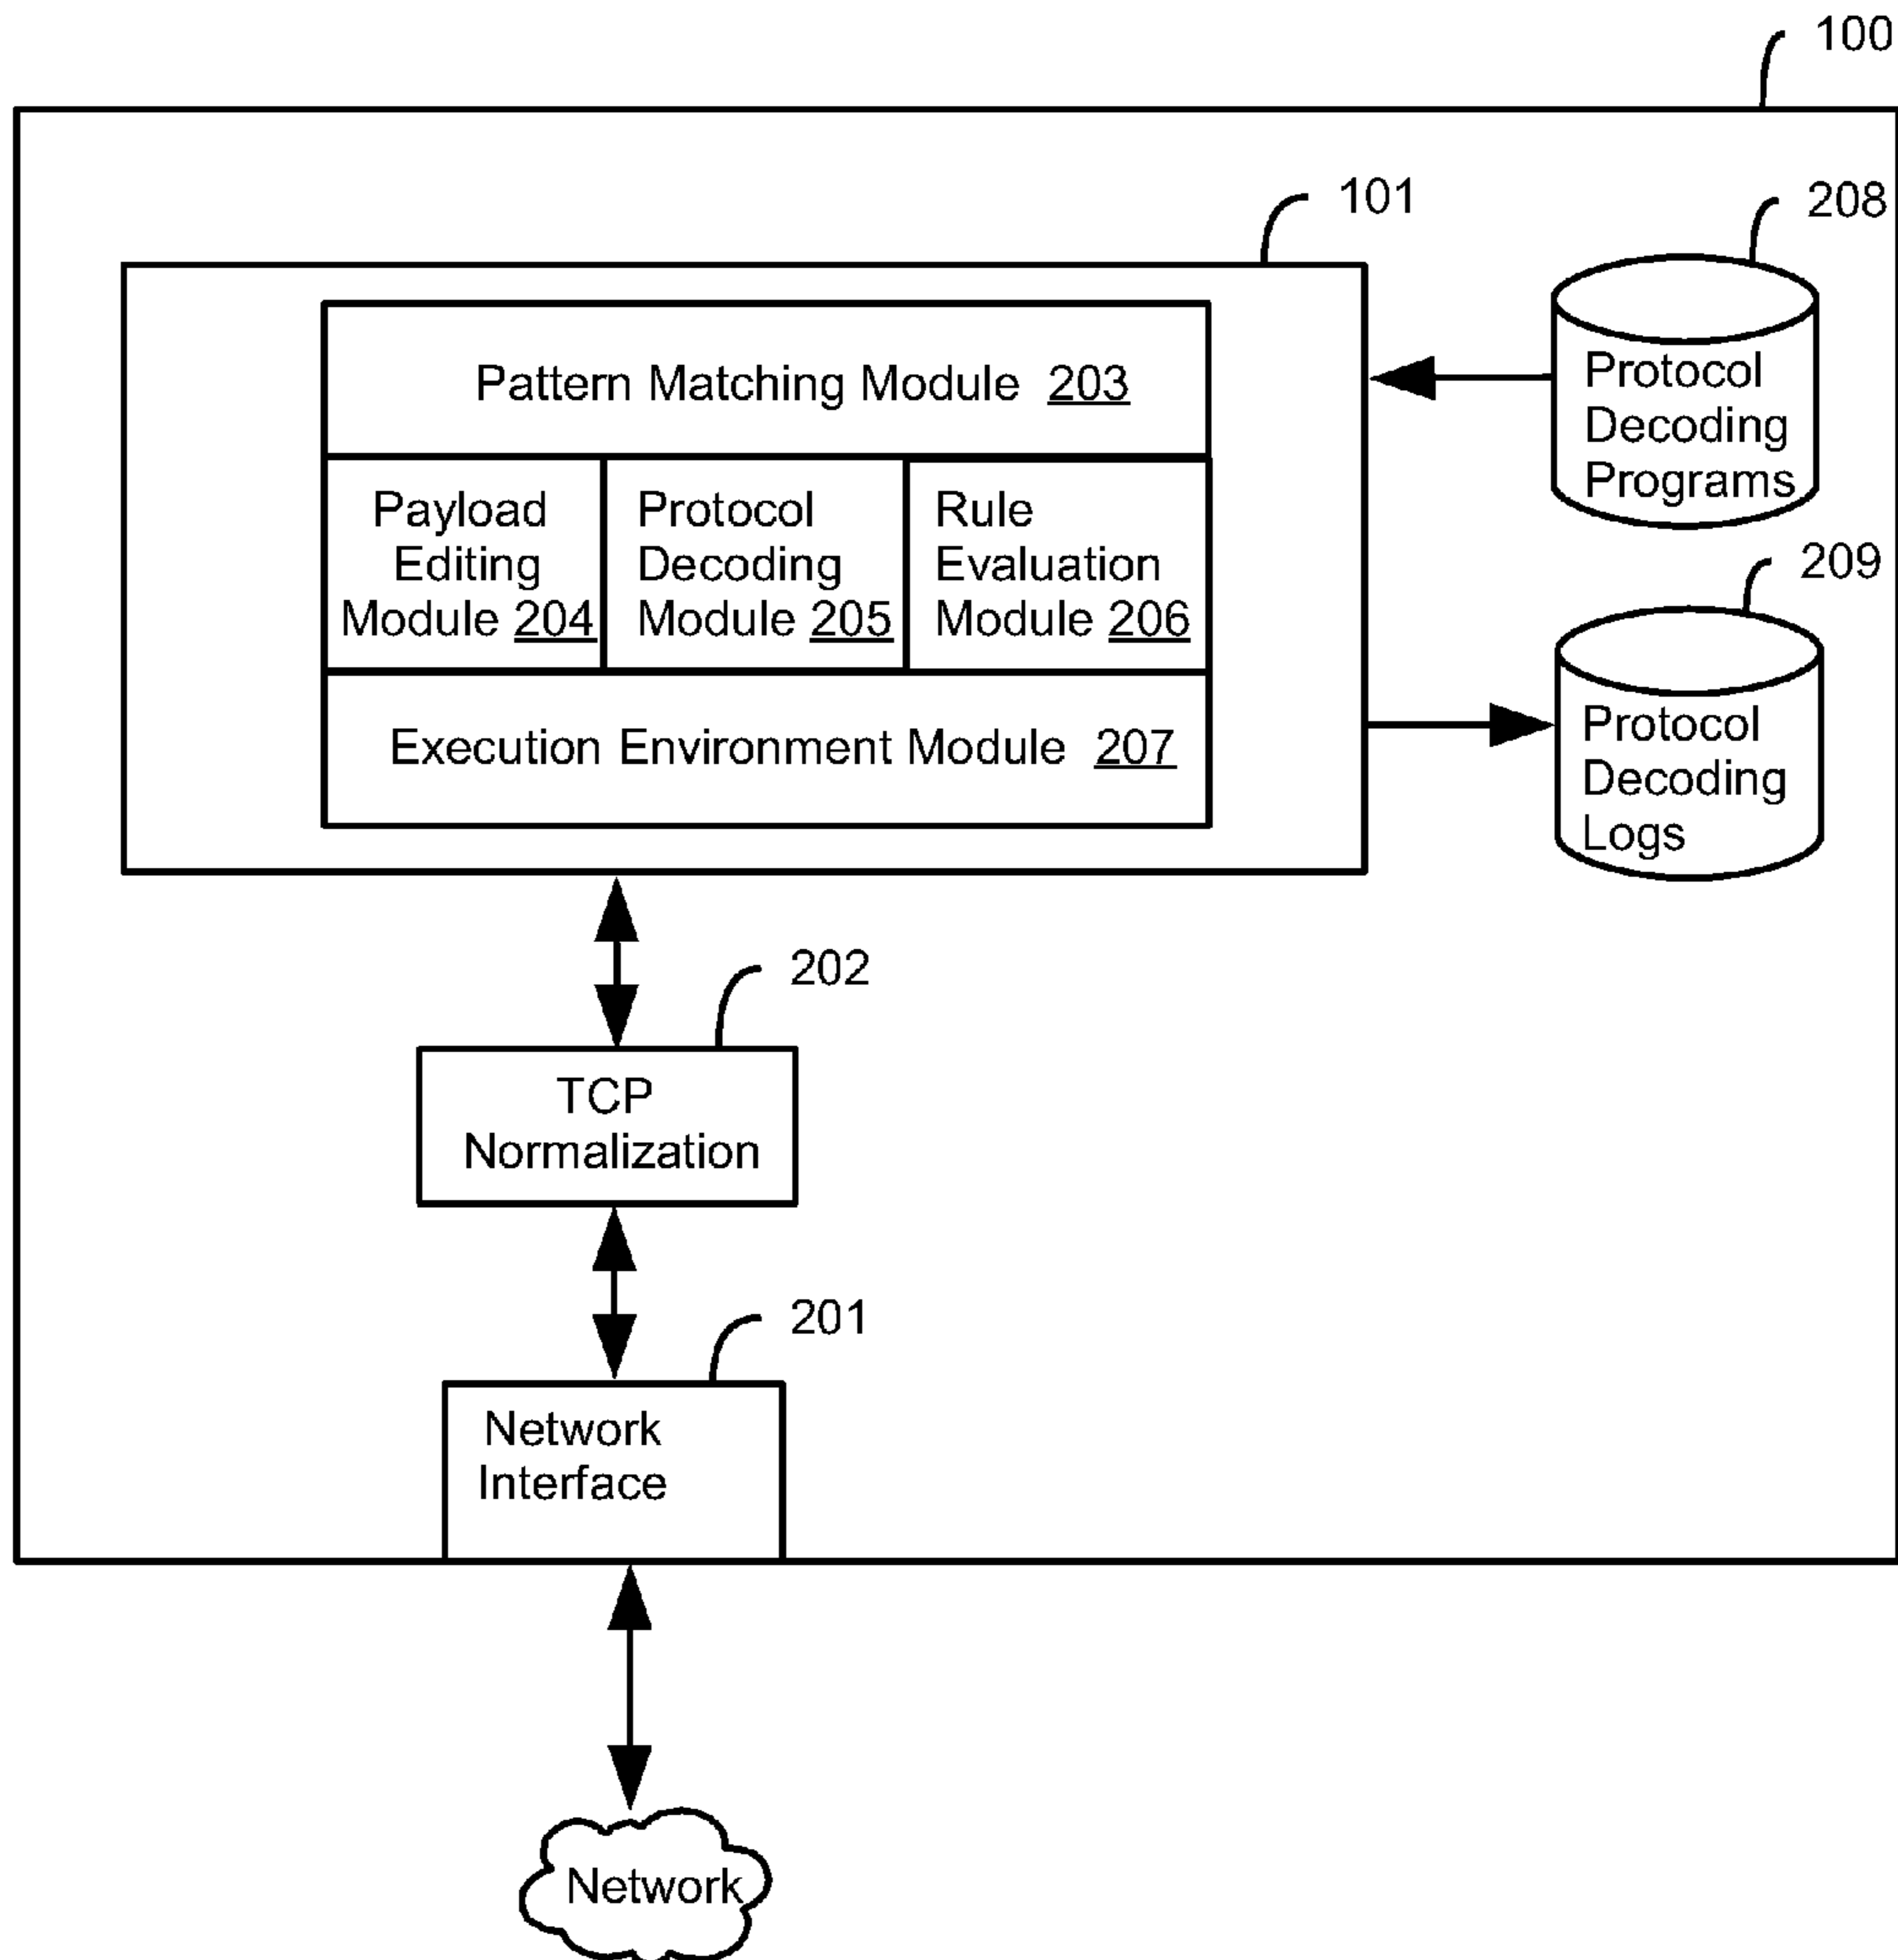 100
101
208
Pattern Matching Module 203
Protocol
Decoding
Programs
Payload
Editing
Module 204
Protocol
Decoding
Module 205
Rule
Evaluation
Module 206
209
Execution Environment Module 207
Protocol
Decoding
Logs
202
TCP
Normalization
201
Network
Interface
Network